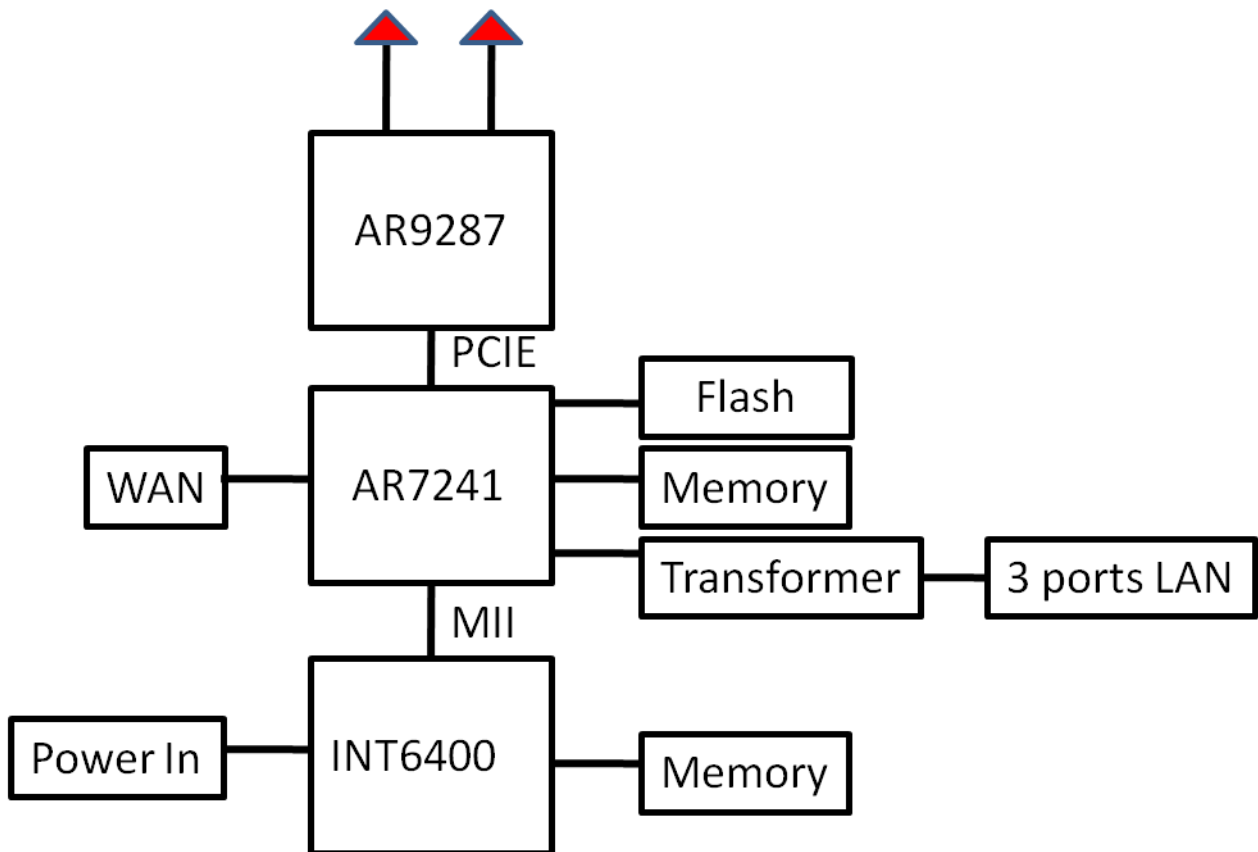 AR9287
PCIE
Flash
WAN
AR7241
Memory
Transformer
3 ports LAN
MII
Power In
INT6400
Memory